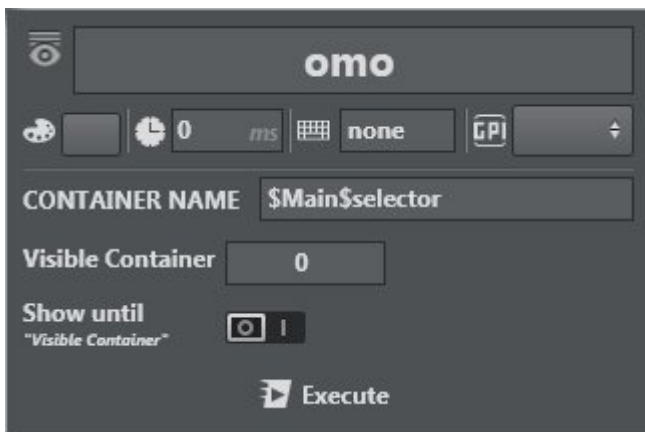 omo
0 ms none GPI
CONTAINER NAME $Main$selector
Visible Container 0
Show until
"Visible Container"
O I
Execute